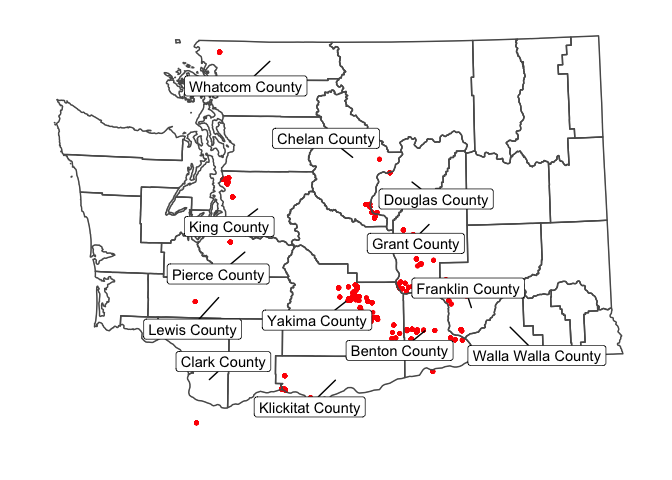 Whatcom County
Chelan County
Douglas County
King County
Grant County
Pierce County
Franklin County
Yakima County
Lewis County
Benton County
Walla Walla County
Clark County
Klickitat County